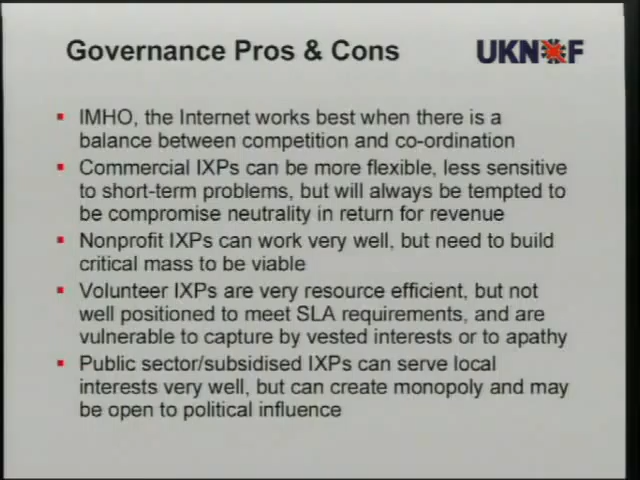 Governance Pros & Cons
UKNOF
IMHO, the Internet works best when there is a
balance between competition and co-ordination
Commercial IXPs can be more flexible, less sensitive
to short-term problems, but will always be tempted to
be compromise neutrality in return for revenue
Nonprofit IXPs can work very well, but need to build
critical mass to be viable
Volunteer IXPs are very resource efficient, but not
well positioned to meet SLA requirements, and are
vulnerable to capture by vested interests or to apathy
Public sector/subsidised IXPs can serve local
interests very well, but can create monopoly and may
be open to political influence